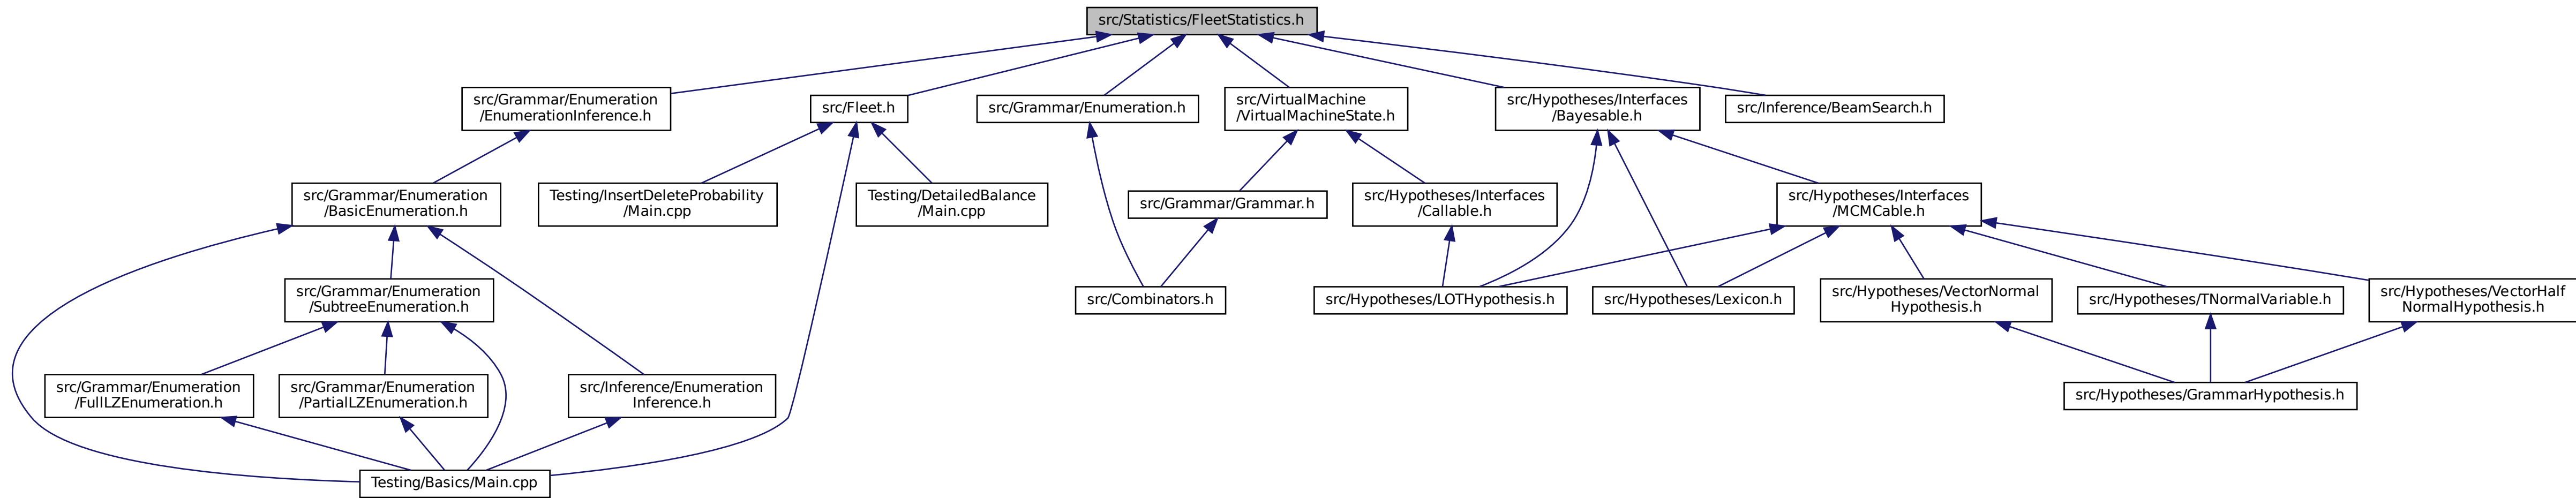 src/Statistics/FleetStatistics.h
src/Grammar/Enumeration
/EnumerationInference.h
src/Fleet.h
src/Grammar/Enumeration.h
src/VirtualMachine
/VirtualMachineState.h
src/Hypotheses/Interfaces
/Bayesable.h
src/Inference/BeamSearch.h
src/Grammar/Enumeration
/BasicEnumeration.h
Testing/InsertDeleteProbability
/Main.cpp
Testing/DetailedBalance
/Main.cpp
src/Grammar/Grammar.h
src/Hypotheses/Interfaces
/Callable.h
src/Hypotheses/Interfaces
/MCMCable.h
src/Grammar/Enumeration
/SubtreeEnumeration.h
src/Combinators.h
src/Hypotheses/LOTHypothesis.h
src/Hypotheses/Lexicon.h
src/Hypotheses/VectorNormal
Hypothesis.h
src/Hypotheses/TNormalVariable.h
src/Hypotheses/VectorHalf
NormalHypothesis.h
src/Grammar/Enumeration
/FullLZEnumeration.h
src/Grammar/Enumeration
/PartialLZEnumeration.h
src/Inference/Enumeration
Inference.h
src/Hypotheses/GrammarHypothesis.h
Testing/Basics/Main.cpp